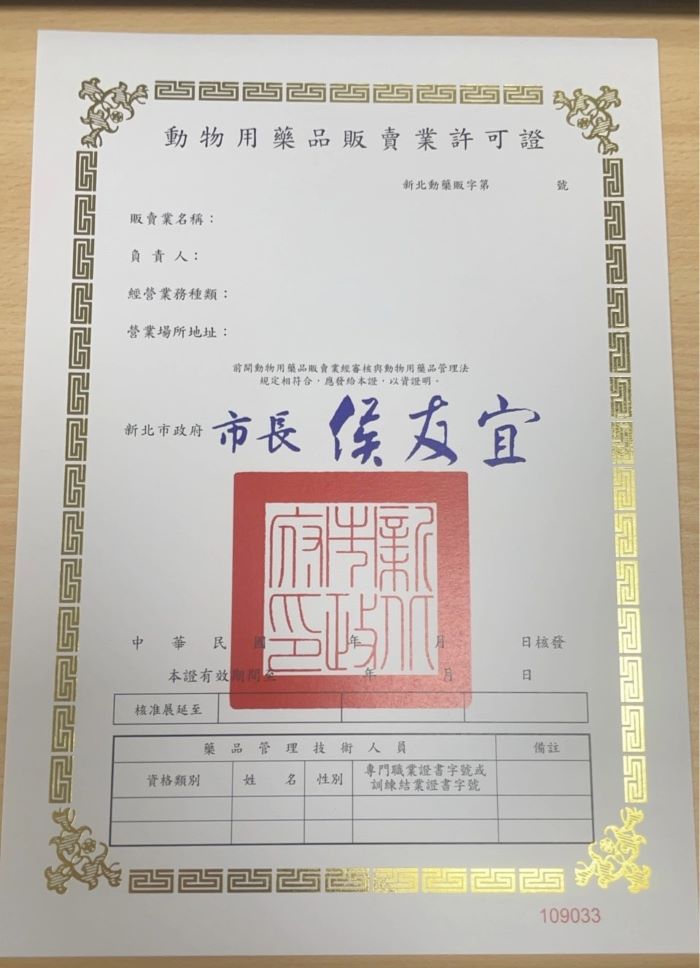 動物用藥品販賣業許可證
新北動藥販字第 號
販賣業名稱：
負責人：
經營業務種類：
營業場所地址：
前開動物用藥品販賣業經審核與動物用藥品管理法
規定相符合，應發給本證，以資證明。
新北市政府 市長 侯友宜
新北市政府印
中華民國 年 月 日核發
本證有效期間至 年 月 日
核准展延至
藥品管理技術人員 備註
資格類別 姓名 性別 專門職業證書字號或
訓練結業證書字號
109033